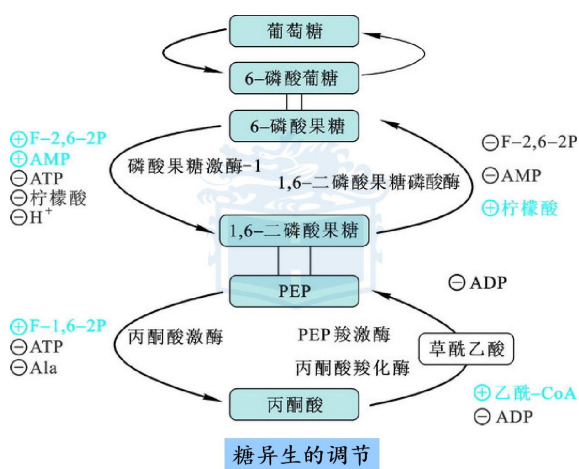 葡萄糖
6-磷酸葡糖
6-磷酸果糖
⊕F-2,6-2P
⊕AMP
⊖ATP
⊖柠檬酸
⊖H⁺
磷酸果糖激酶-1
1,6-二磷酸果糖磷酸酶
⊖F-2,6-2P
⊖AMP
⊕柠檬酸
1,6-二磷酸果糖
PEP
⊖ADP
⊕F-1,6-2P
⊖ATP
⊖Ala
丙酮酸激酶
PEP羧激酶
丙酮酸羧化酶
草酰乙酸
丙酮酸
⊕乙酰-CoA
⊖ADP
糖异生的调节